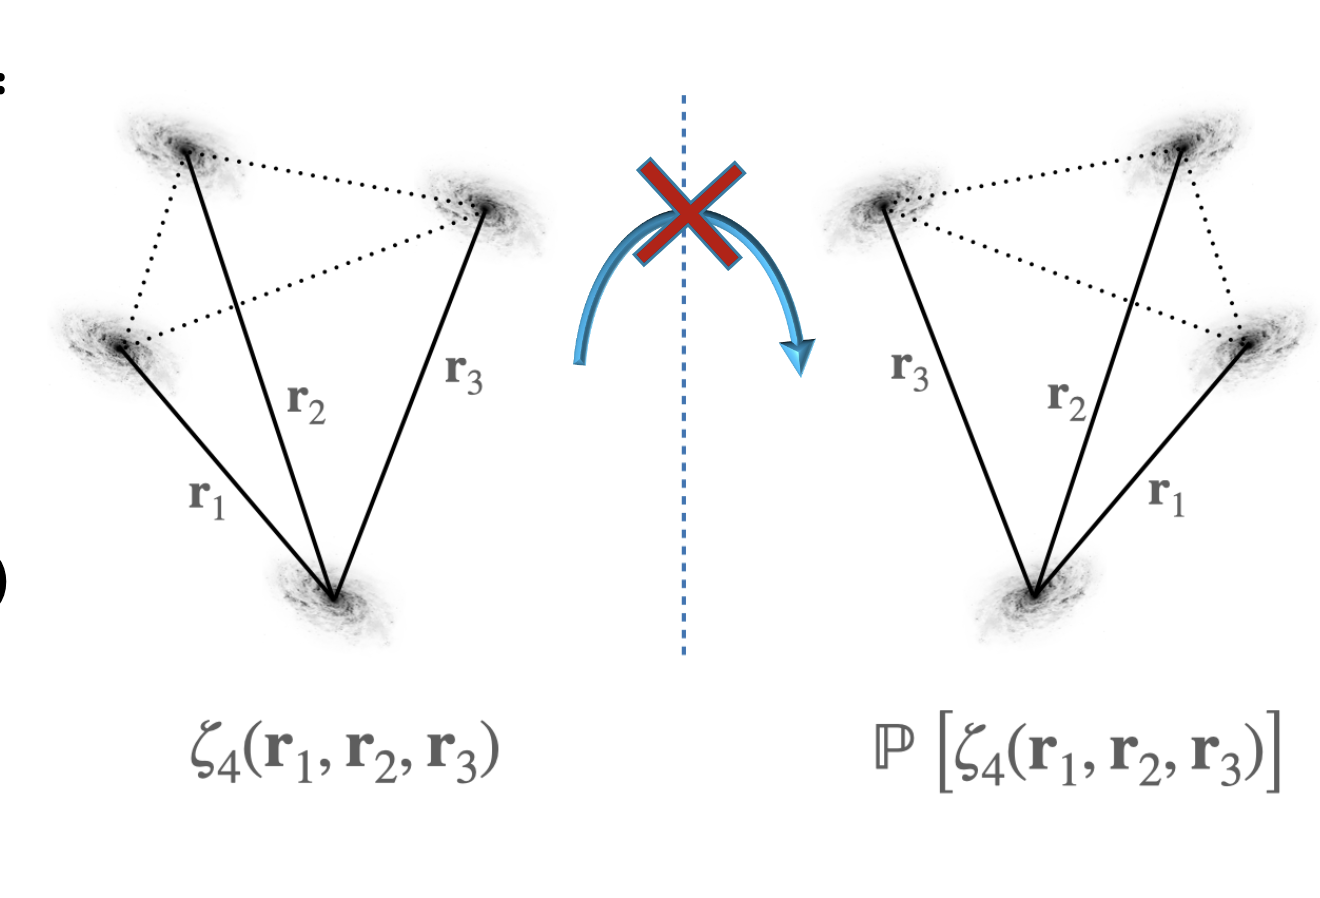 :
r₂
r₃
r₁
r₃
r₂
r₁
)
ζ₄(r₁, r₂, r₃)
ℙ [ζ₄(r₁, r₂, r₃)]